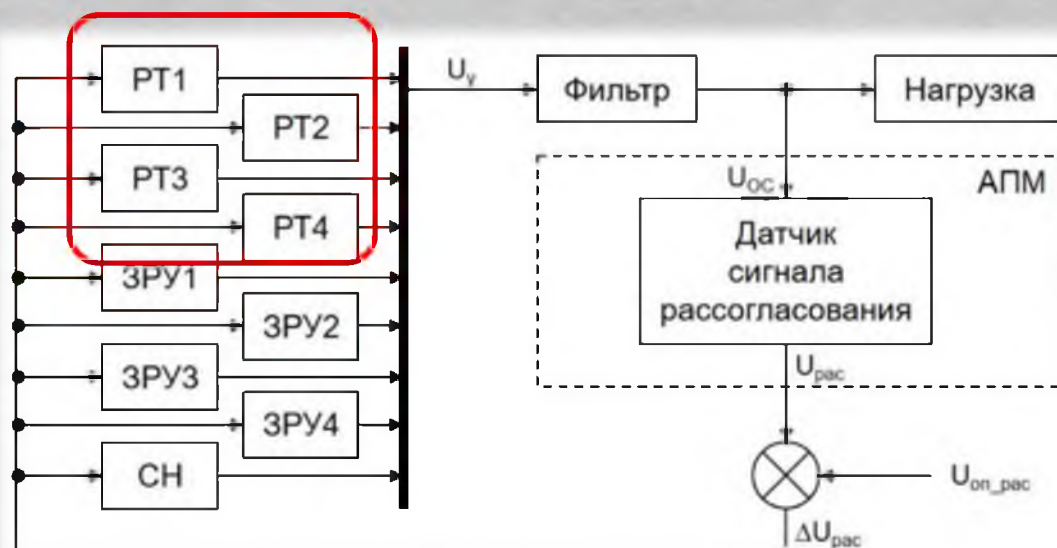 РТ1
РТ2
РТ3
РТ4
ЗРУ1
ЗРУ2
ЗРУ3
ЗРУ4
СН
Uу
Фильтр
Нагрузка
UОС
АПМ
Датчик
сигнала
рассогласования
Uрас
Uоп_рас
ΔUрас